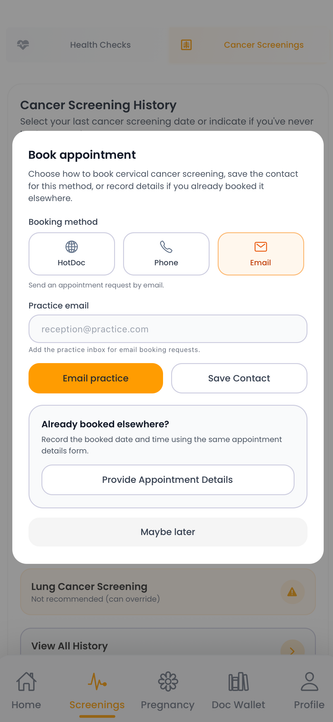 Health Checks
Cancer Screenings
Cancer Screening History
Select your last cancer screening date or indicate if you've never
Book appointment
Choose how to book cervical cancer screening, save the contact
for this method, or record details if you already booked it
elsewhere.
Booking method
HotDoc
Phone
Email
Send an appointment request by email.
Practice email
reception@practice.com
Add the practice inbox for email booking requests.
Email practice
Save Contact
Already booked elsewhere?
Record the booked date and time using the same appointment
details form.
Provide Appointment Details
Maybe later
Lung Cancer Screening
Not recommended (can override)
View All History
Home
Screenings
Pregnancy
Doc Wallet
Profile